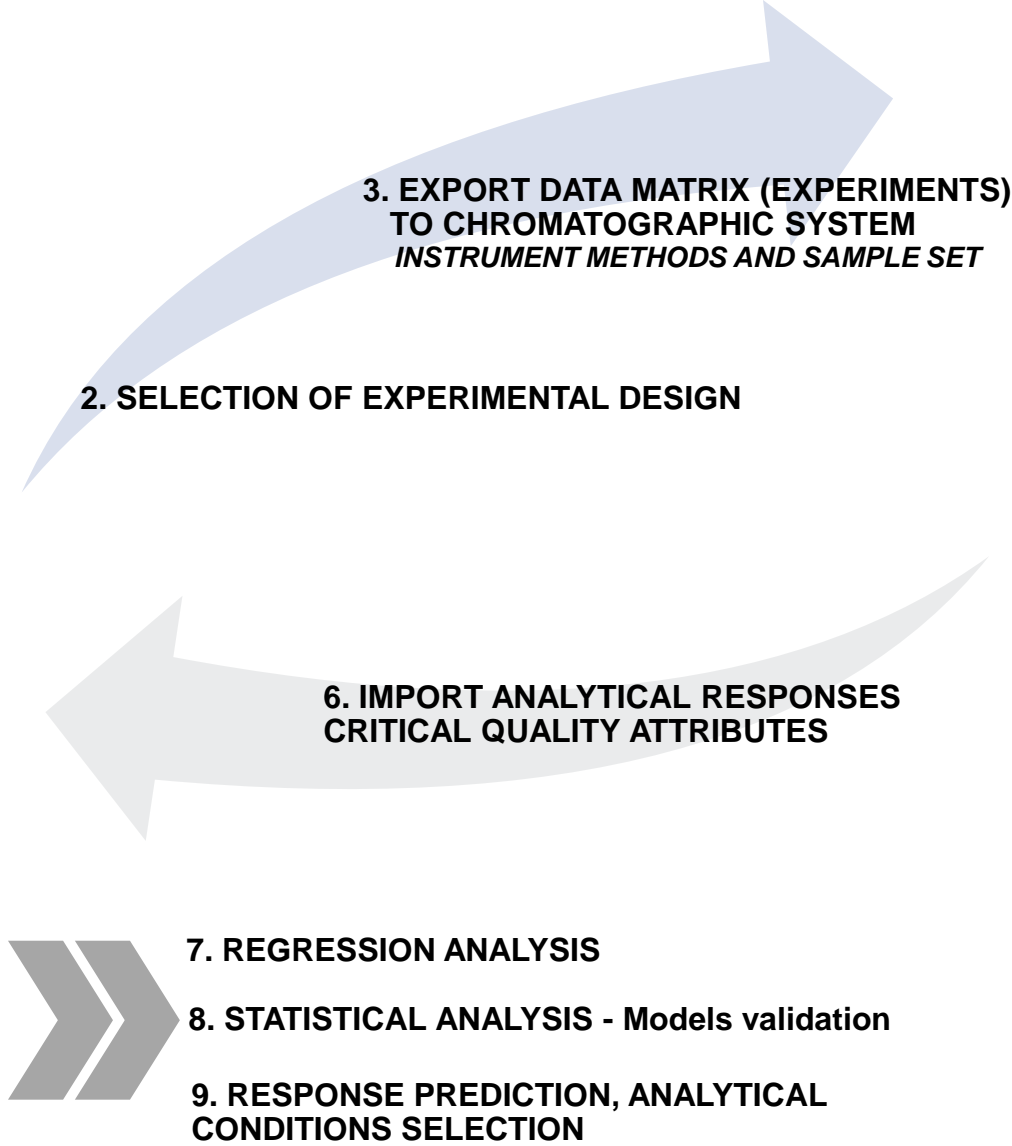 3. EXPORT DATA MATRIX (EXPERIMENTS)
TO CHROMATOGRAPHIC SYSTEM
INSTRUMENT METHODS AND SAMPLE SET
2. SELECTION OF EXPERIMENTAL DESIGN
6. IMPORT ANALYTICAL RESPONSES
CRITICAL QUALITY ATTRIBUTES
7. REGRESSION ANALYSIS
8. STATISTICAL ANALYSIS - Models validation
9. RESPONSE PREDICTION, ANALYTICAL
CONDITIONS SELECTION